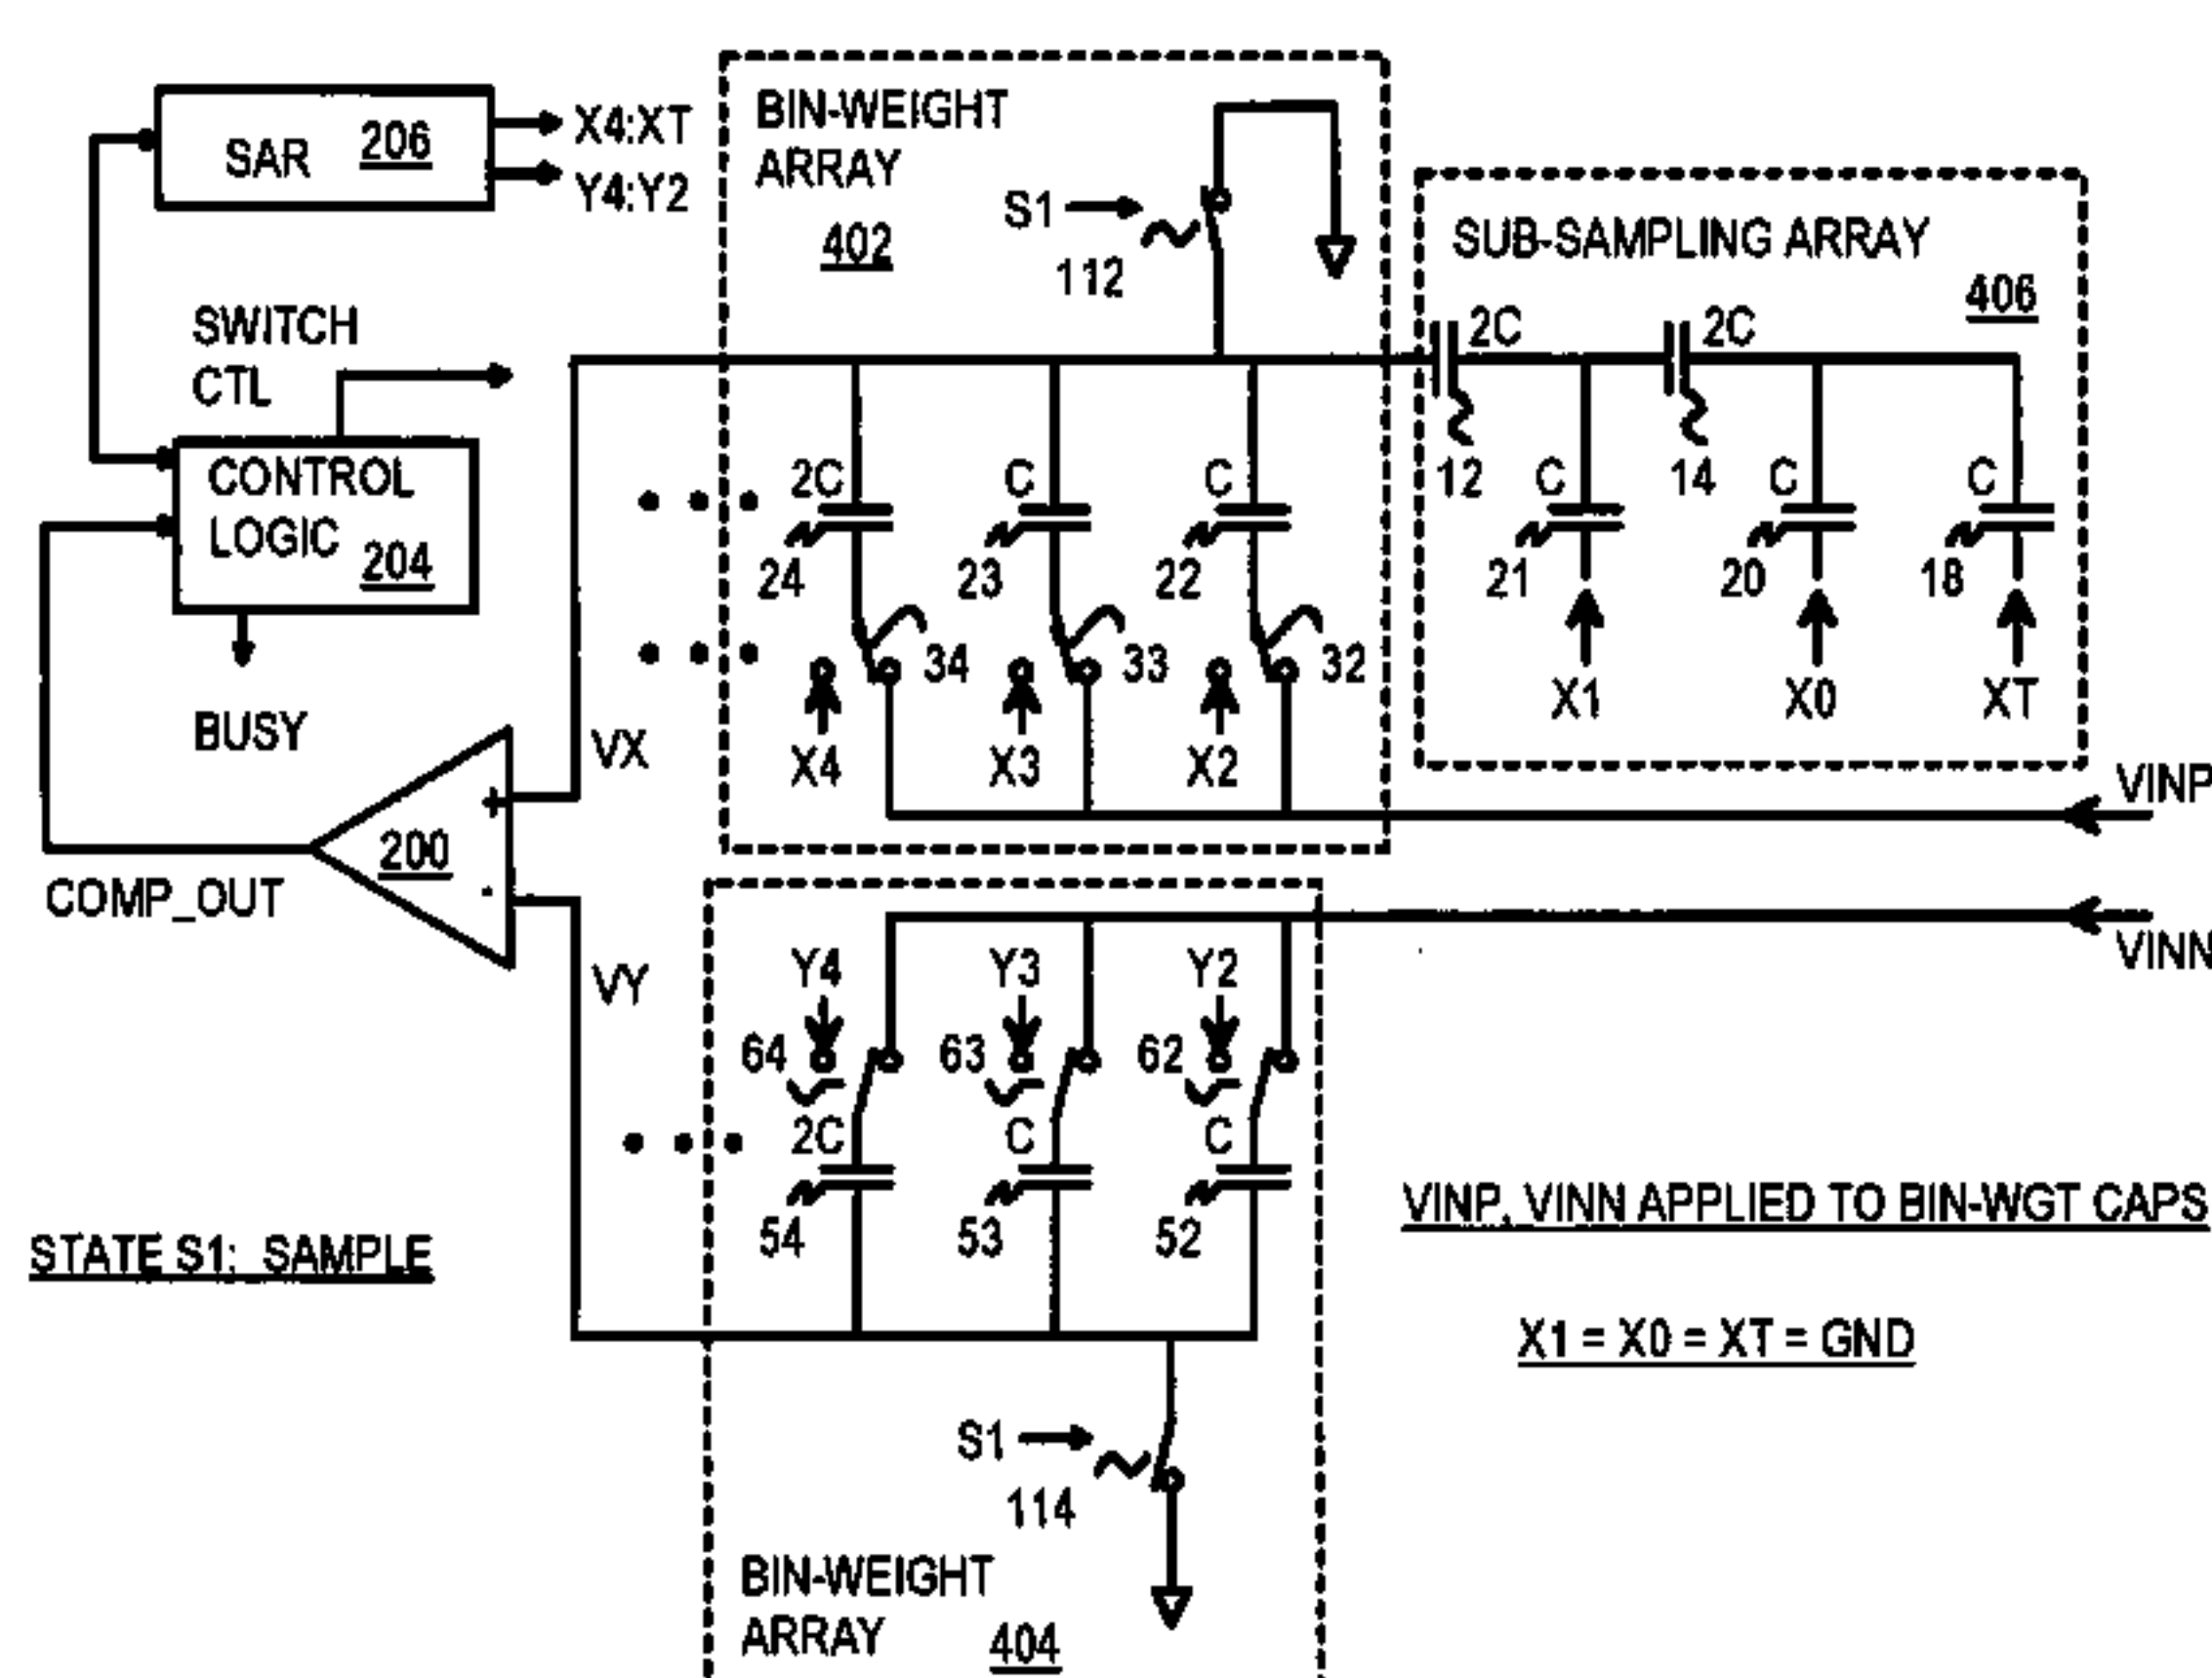 SAR 206
X4:XT
Y4:Y2
SWITCH
CTL
CONTROL
LOGIC
204
BUSY
COMP_OUT
200
+
-
VX
VY
BIN-WEIGHT
ARRAY
402
S1
112
2C C C
24 23 22
34 33 32
X4 X3 X2
SUB-SAMPLING ARRAY
406
2C 2C
12 14
C C C
21 20 18
X1 X0 XT
VINP
VINN
Y4 Y3 Y2
64 63 62
2C C C
54 53 52
S1
114
BIN-WEIGHT
ARRAY
404
STATE S1: SAMPLE
VINP, VINN APPLIED TO BIN-WGT CAPS
X1 = X0 = XT = GND